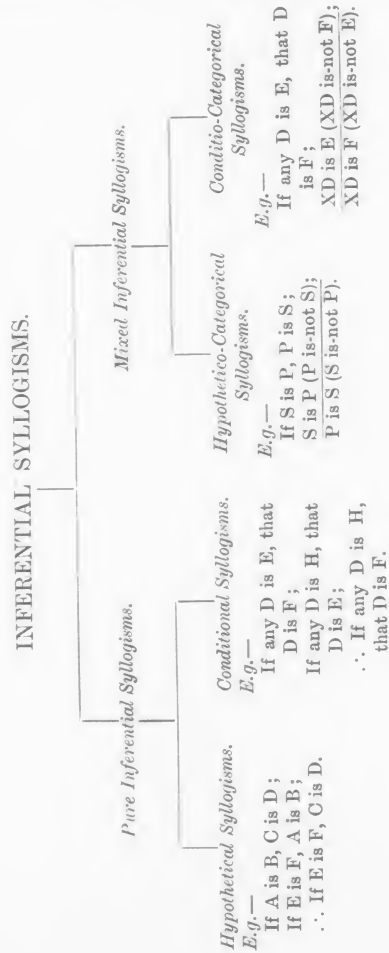 INFERENTIAL SYLLOGISMS.
Pure Inferential Syllogisms.
Mixed Inferential Syllogisms.
Hypothetical Syllogisms.
E.g.—
If A is B, C is D;
If E is F, A is B;
∴ If E is F, C is D.
Conditional Syllogisms.
E.g.—
If any D is E, that
D is F;
If any D is H, that
D is E;
∴ If any D is H,
that D is F.
Hypothetico-Categorical
Syllogisms.
E.g.—
If S is P, P is S;
S is P (P is-not S);
P is S (S is-not P).
Conditio-Categorical
Syllogisms.
E.g.—
If any D is E, that D
is F;
XD is E (XD is-not F);
XD is F (XD is-not E).